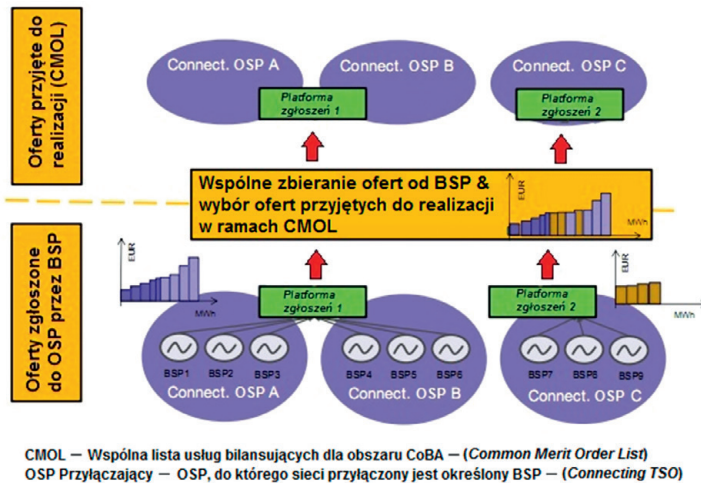 Oferty przyjęte do
realizacji (CMOL)
Connect. OSP A
Connect. OSP B
Connect. OSP C
Platforma
zgłoszeń 1
Platforma
zgłoszeń 2
Wspólne zbieranie ofert od BSP &
wybór ofert przyjętych do realizacji
w ramach CMOL
EUR
MWh
Oferty zgłoszone
do OSP przez BSP
EUR
MWh
Platforma
zgłoszeń 1
Platforma
zgłoszeń 2
EUR
MWh
BSP1
BSP2
BSP3
BSP4
BSP5
BSP6
BSP7
BSP8
BSP9
Connect. OSP A
Connect. OSP B
Connect. OSP C
CMOL — Wspólna lista usług bilansujących dla obszaru CoBA — (Common Merit Order List)
OSP Przyłączający — OSP, do którego sieci przyłączony jest określony BSP — (Connecting TSO)